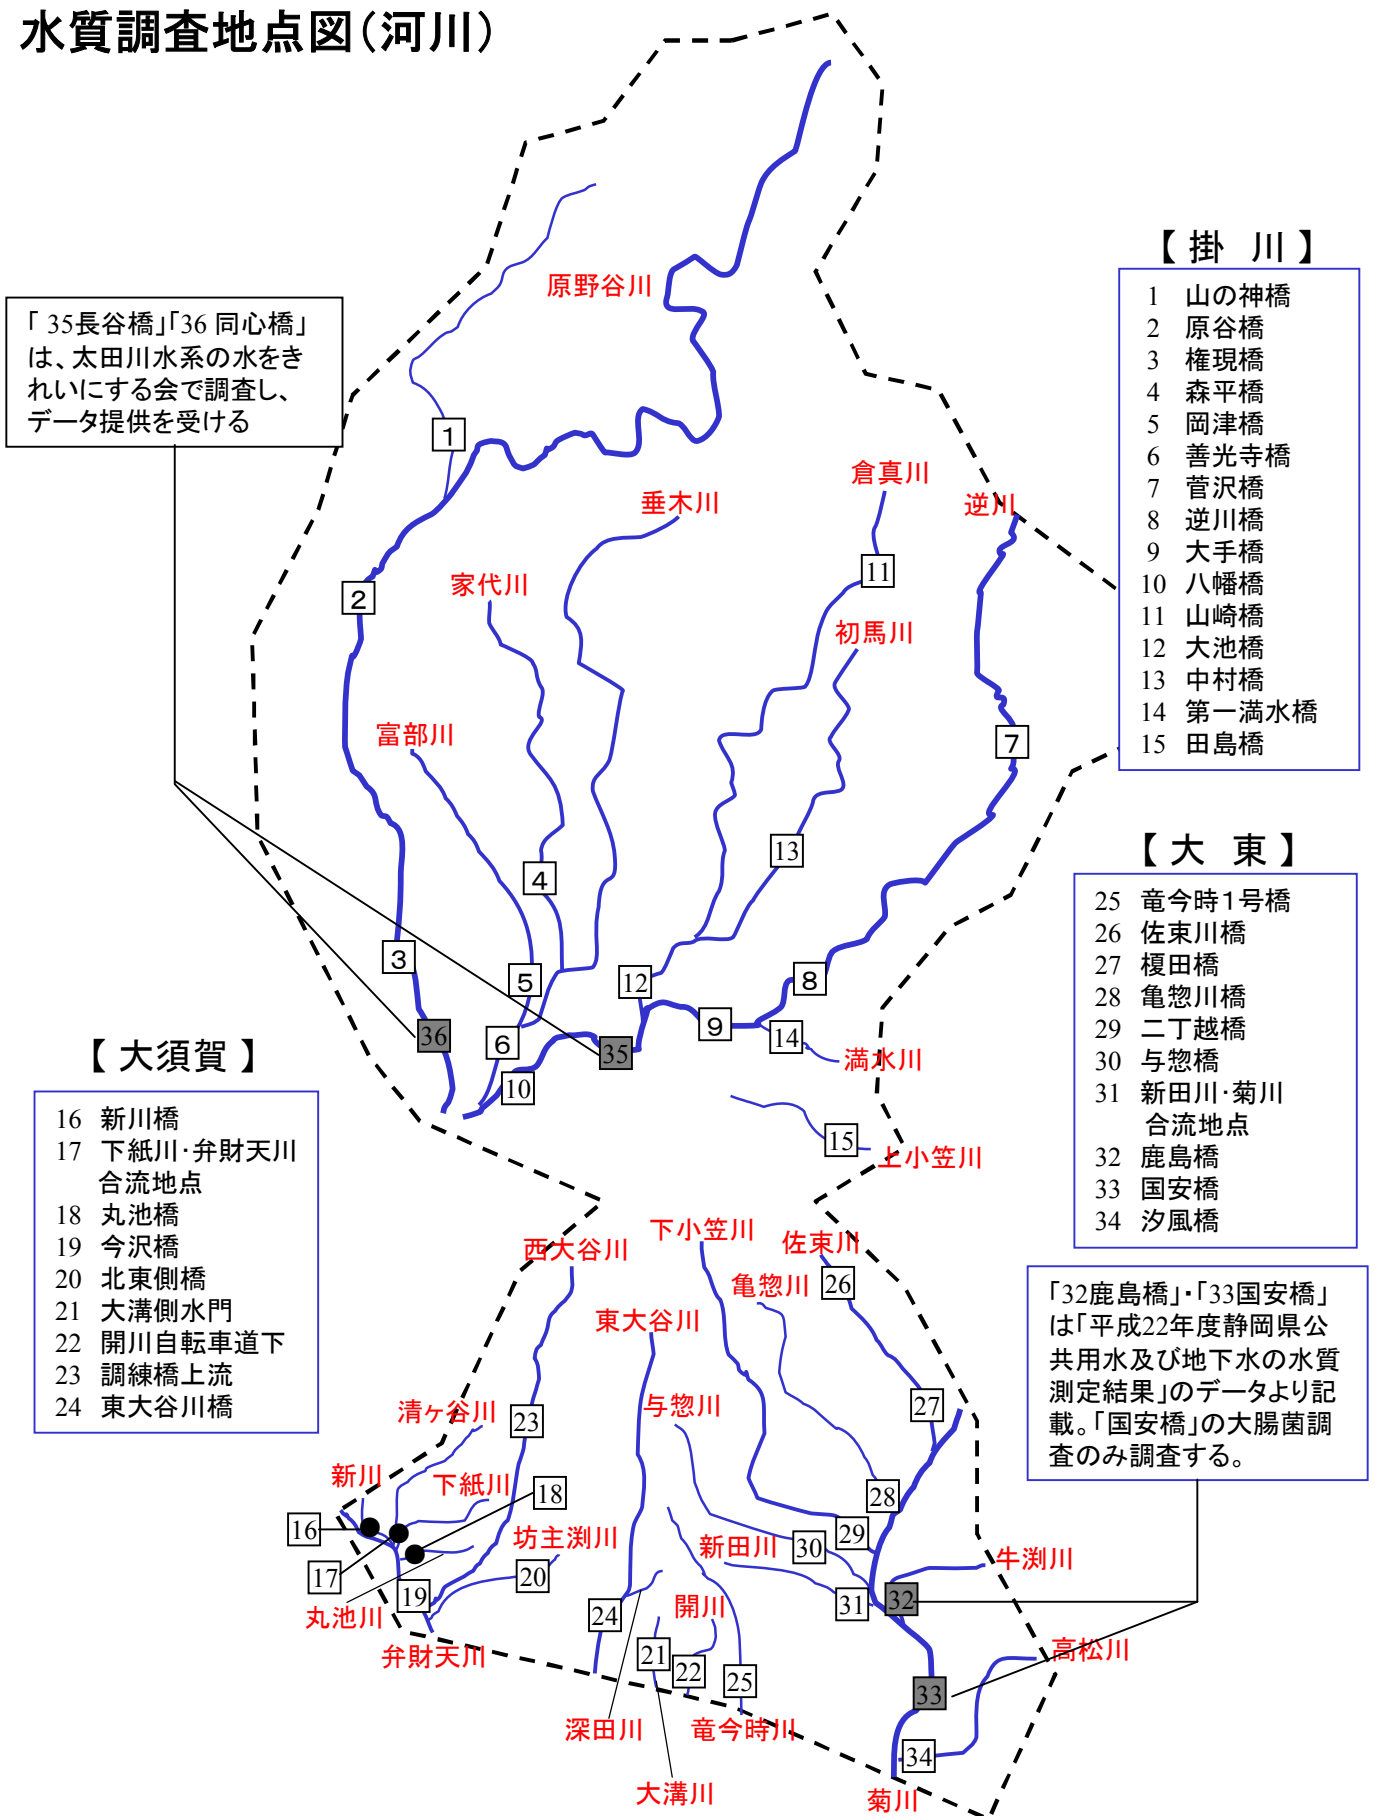 水質調査地点図(河川)
原野谷川
【 掛 川 】
1 山の神橋
2 原谷橋
3 権現橋
4 森平橋
5 岡津橋
6 善光寺橋
7 菅沢橋
8 逆川橋
9 大手橋
10 八幡橋
11 山崎橋
12 大池橋
13 中村橋
14 第一満水橋
15 田島橋
「 35長谷橋」「36 同心橋」
は、太田川水系の水をき
れいにする会で調査し、
データ提供を受ける
1
倉真川
垂木川
逆川
11
家代川
2
初馬川
富部川
7
13
4
【 大 東 】
25 竜今時1号橋
26 佐束川橋
27 榎田橋
28 亀惣川橋
29 二丁越橋
30 与惣橋
31 新田川・菊川
合流地点
32 鹿島橋
33 国安橋
34 汐風橋
3
5
12
8
9
36
14
6
35
満水川
10
15
上小笠川
【 大須賀 】
16 新川橋
17 下紙川・弁財天川
合流地点
18 丸池橋
19 今沢橋
20 北東側橋
21 大溝側水門
22 開川自転車道下
23 調練橋上流
24 東大谷川橋
下小笠川
西大谷川
佐束川
26
亀惣川
東大谷川
「32鹿島橋」・「33国安橋」
は「平成22年度静岡県公
共用水及び地下水の水質
測定結果」のデータより記
載。「国安橋」の大腸菌調
査のみ調査する。
清ヶ谷川
23
与惣川
27
新川
下紙川
18
28
16
坊主渕川
新田川
30
29
牛渕川
17
20
19
丸池川
24
開川
31
32
弁財天川
21
22
25
高松川
33
深田川
竜今時川
34
大溝川
菊川